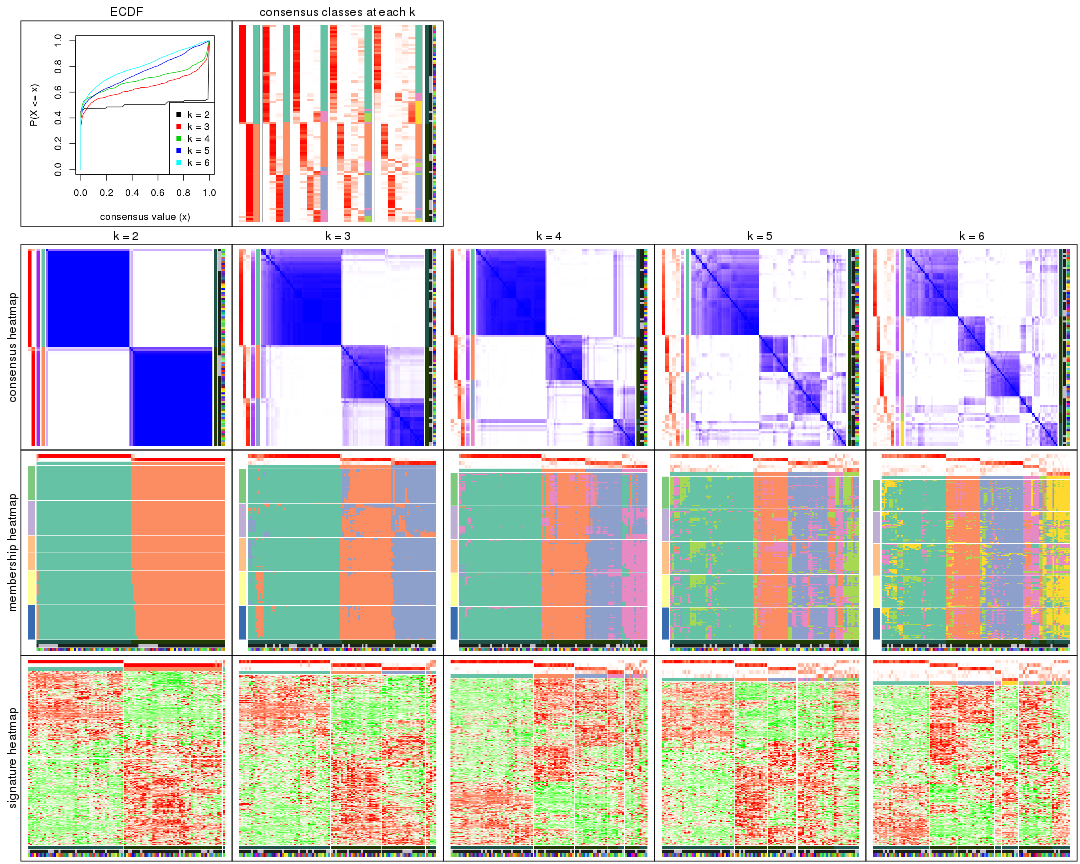 ECDF
consensus classes at each k
P(X <= x)
0.0
0.2
0.4
0.6
0.8
1.0
k = 2
k = 3
k = 4
k = 5
k = 6
0.0 0.2 0.4 0.6 0.8 1.0
consensus value (x)
k = 2
k = 3
k = 4
k = 5
k = 6
consensus heatmap
membership heatmap
signature heatmap